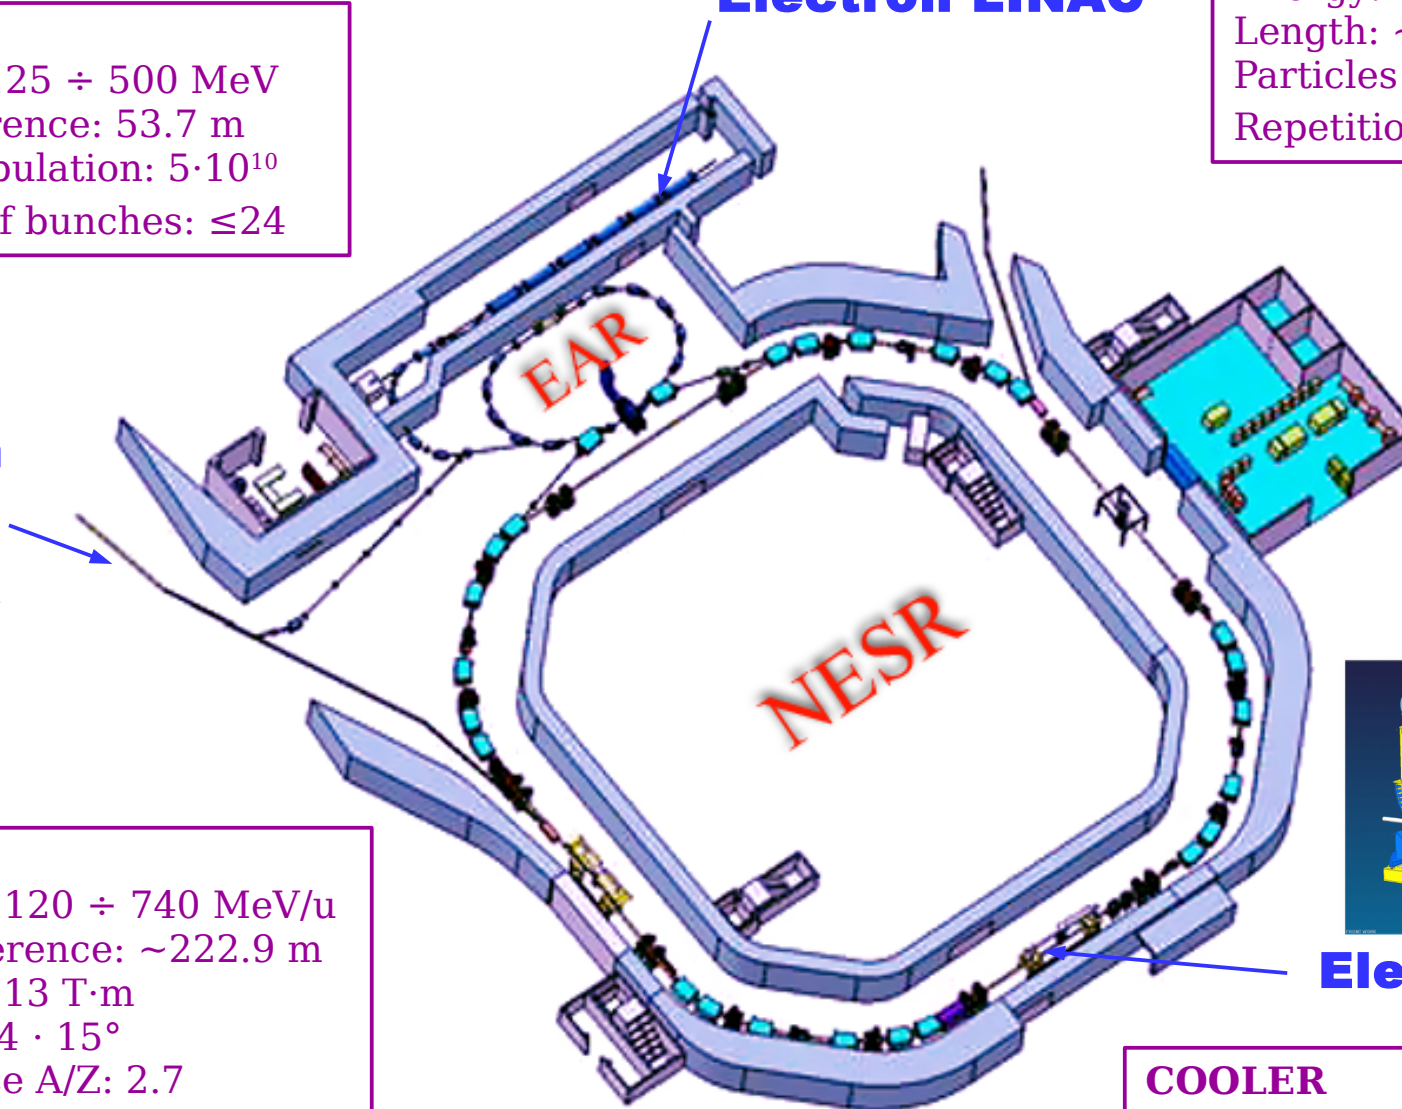 Electron LINAC
25 ÷ 500 MeV
rence: 53.7 m
pulation: 5·10¹⁰
f bunches: ≤24
Length: ~
Particles
Repetitio
EAR
NESR
120 ÷ 740 MeV/u
erence: ~222.9 m
13 T·m
4 · 15°
e A/Z: 2.7
Ele
COOLER